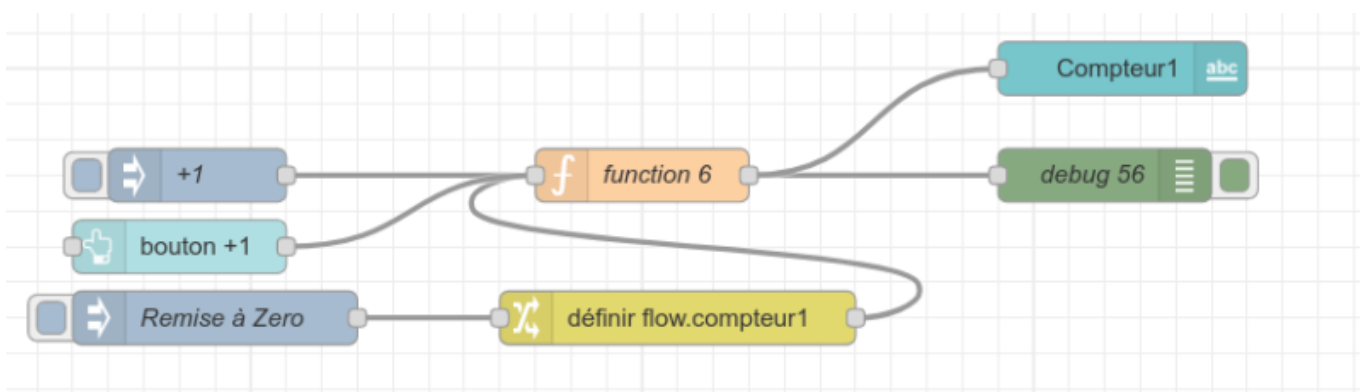 Compteur1 abc
+1
function 6
debug 56
bouton +1
Remise à Zero
définir flow.compteur1